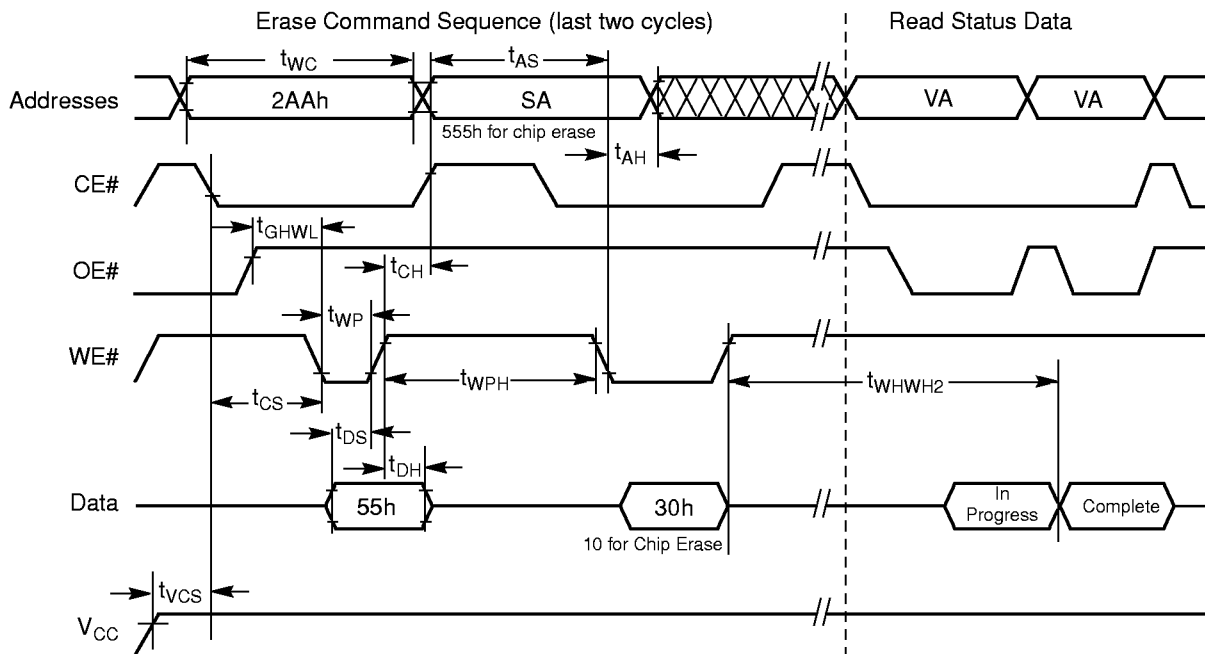 Erase Command Sequence (last two cycles)
Read Status Data
tWC
tAS
Addresses
2AAh
SA
VA
VA
555h for chip erase
tAH
CE#
tGHWL
OE#
tCH
tWP
WE#
tWPH
tWHWH2
tCS
tDS
tDH
Data
55h
30h
In
Progress
Complete
10 for Chip Erase
tVCS
VCC